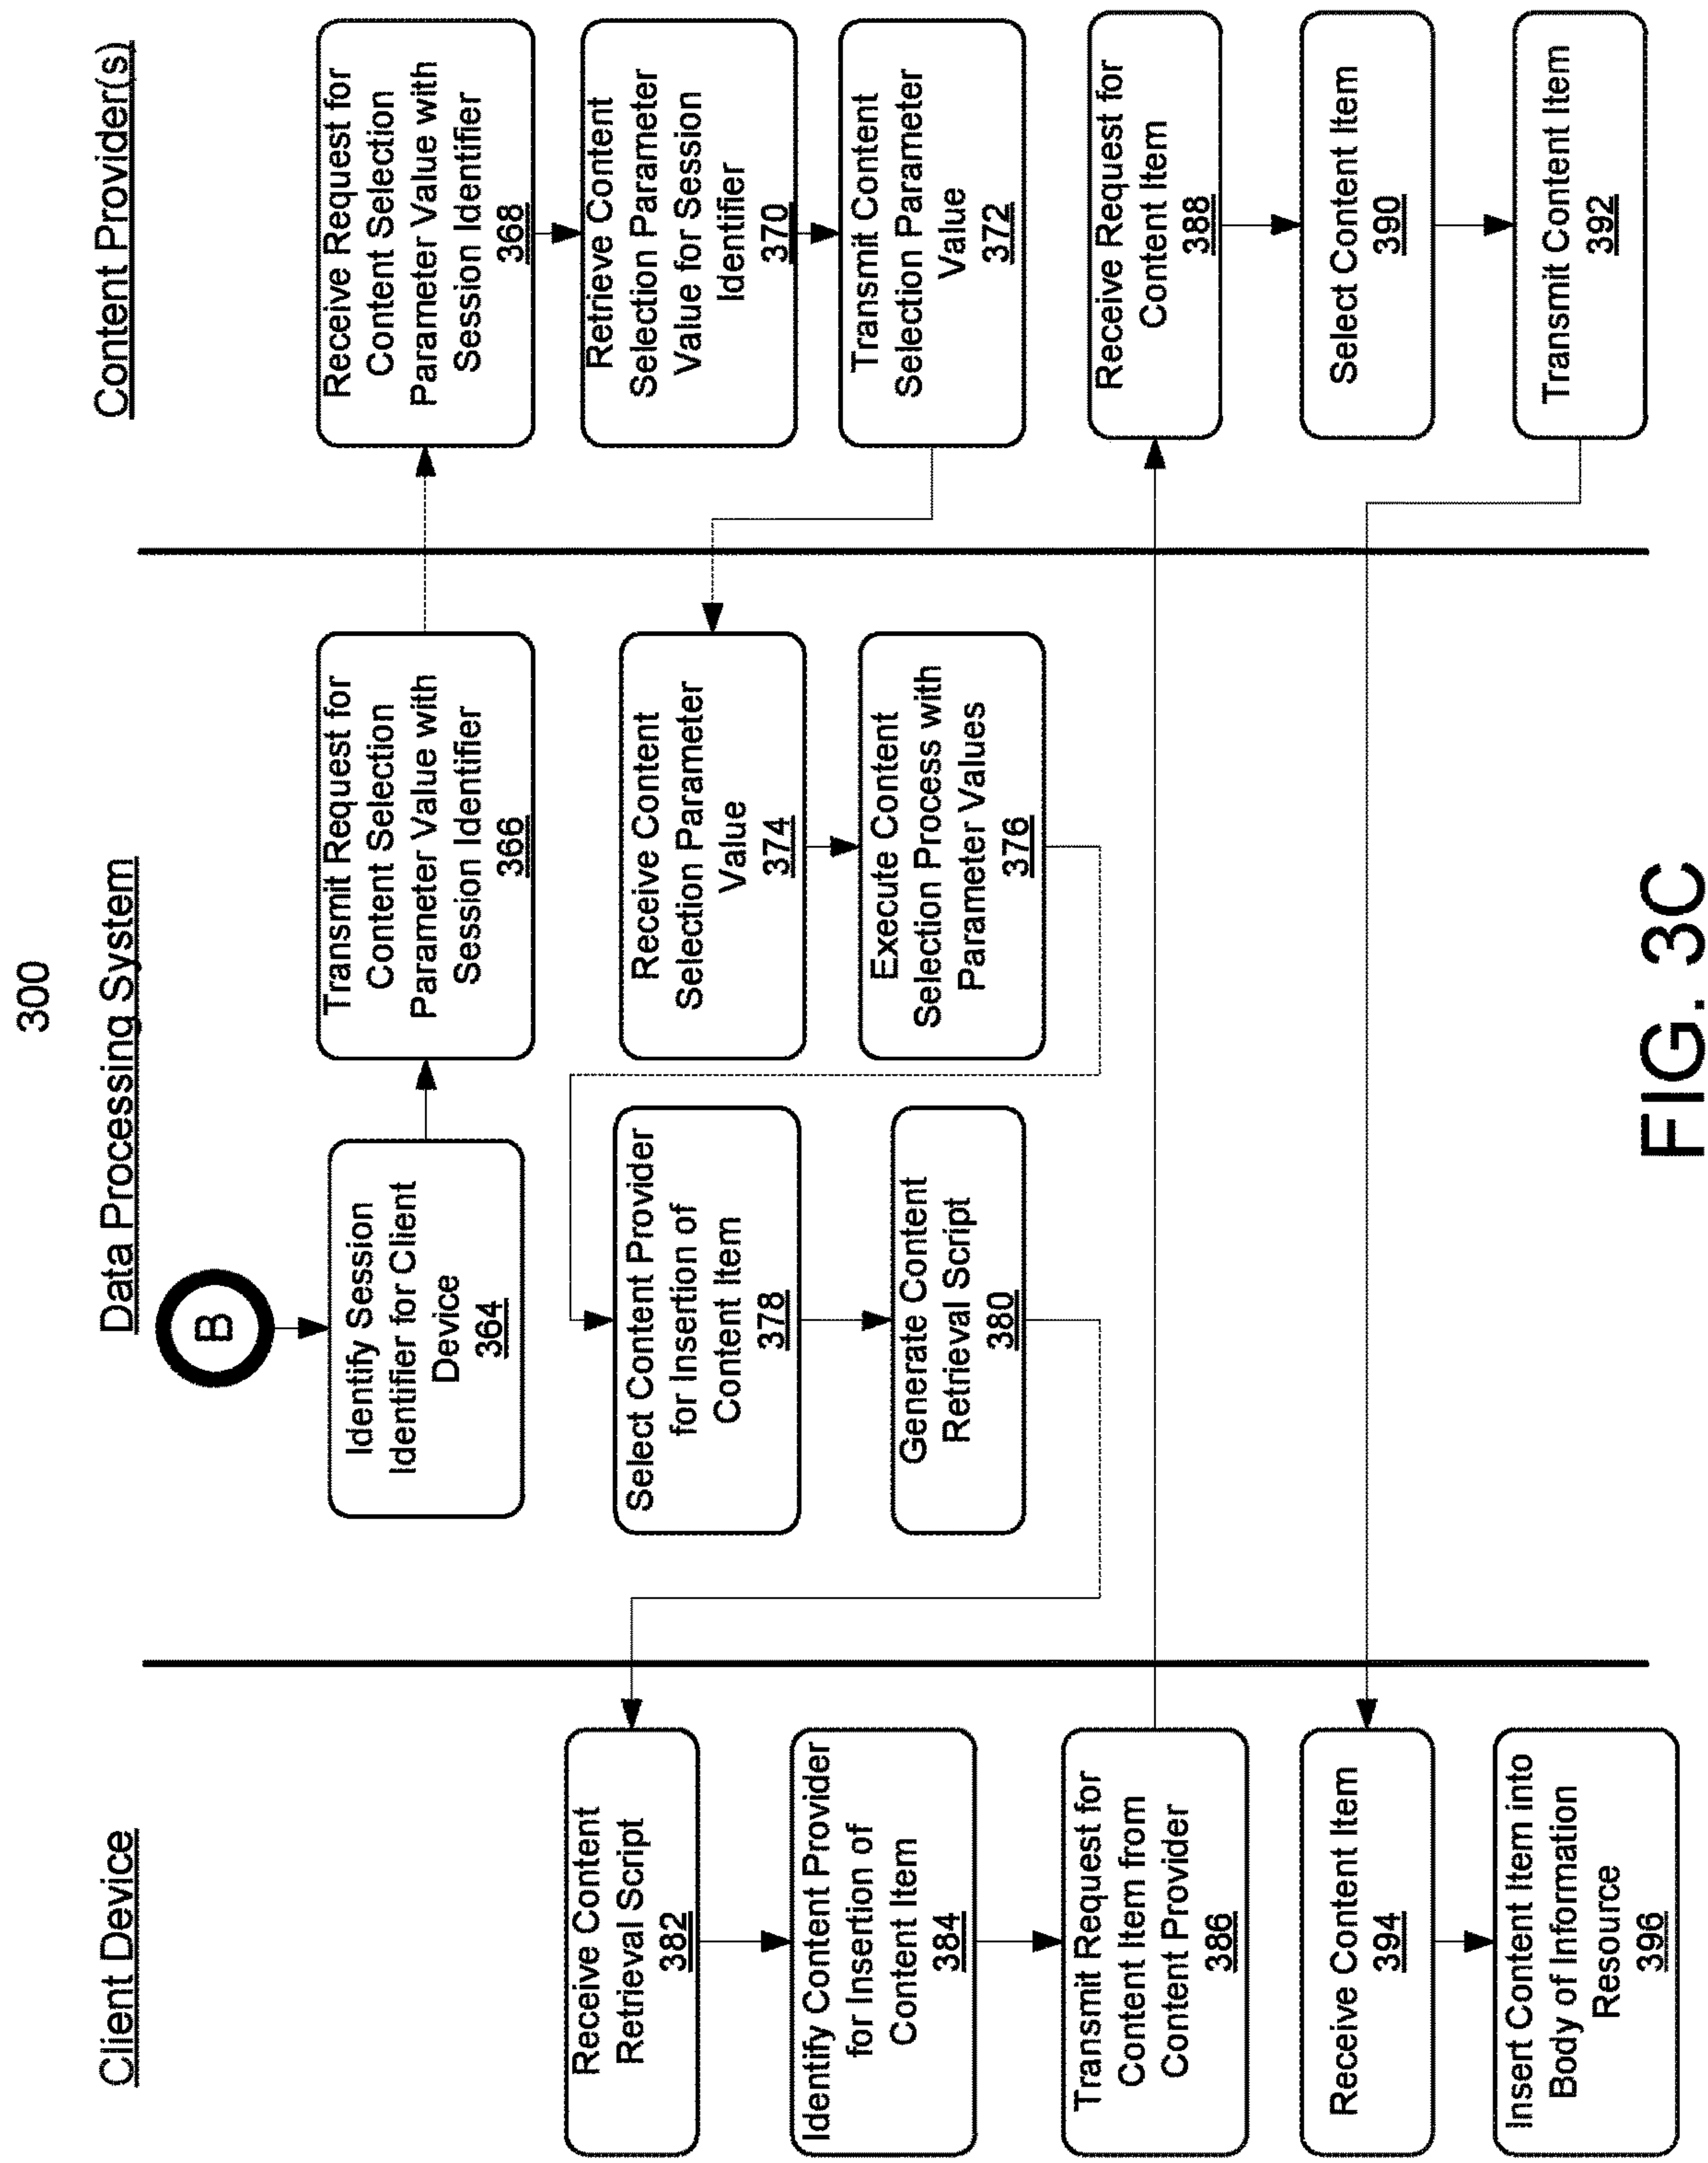 300
Client Device
Data Processing System
Content Provider(s)
B
Identify Session
Identifier for Client
Device
364
Transmit Request for
Content Selection
Parameter Value with
Session Identifier
366
Receive Request for
Content Selection
Parameter Value with
Session Identifier
368
Retrieve Content
Selection Parameter
Value for Session
Identifier
370
Transmit Content
Selection Parameter
Value
372
Receive Content
Selection Parameter
Value
374
Execute Content
Selection Process with
Parameter Values
376
Select Content Provider
for Insertion of
Content Item
378
Generate Content
Retrieval Script
380
Receive Content
Retrieval Script
382
Identify Content Provider
for Insertion of
Content Item
384
Transmit Request for
Content Item from
Content Provider
386
Receive Request for
Content Item
388
Select Content Item
390
Transmit Content Item
392
Receive Content Item
394
Insert Content Item into
Body of Information
Resource
396
FIG. 3C